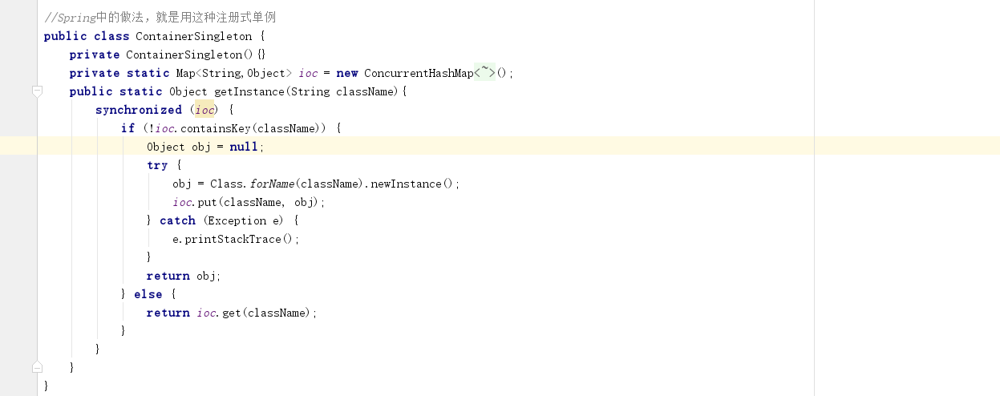 //Spring中的做法，就是用这种注册式单例
public class ContainerSingleton {
private ContainerSingleton(){}
private static Map<String,Object> ioc = new ConcurrentHashMap<~>();
public static Object getInstance(String className){
synchronized (ioc) {
if (!ioc.containsKey(className)) {
Object obj = null;
try {
obj = Class.forName(className).newInstance();
ioc.put(className, obj);
} catch (Exception e) {
e.printStackTrace();
}
return obj;
} else {
return ioc.get(className);
}
}
}
}